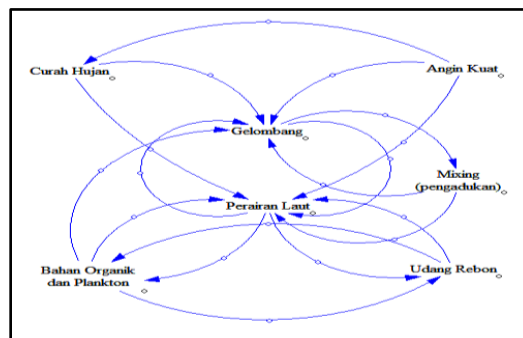 Curah Hujan
Angin Kuat
Gelombang
Mixing
(pengadukan)
Perairan Laut
Bahan Organik
dan Plankton
Udang Rebon